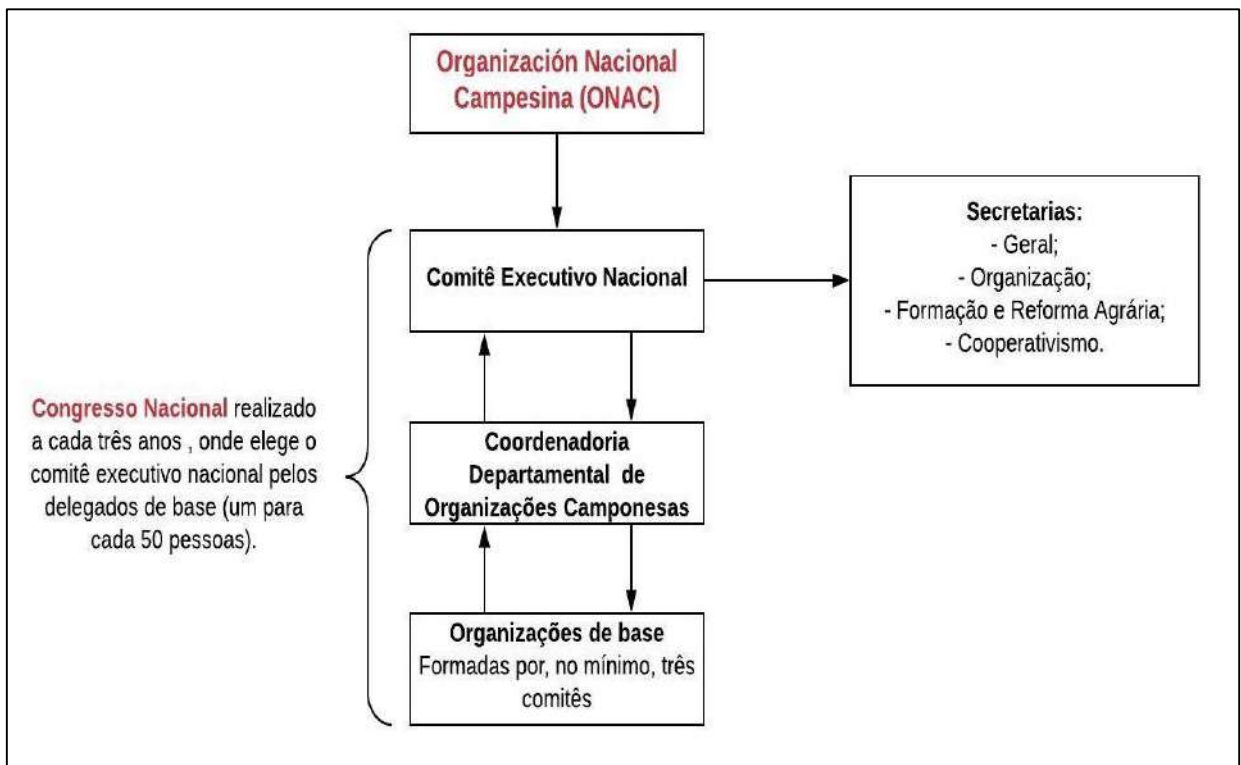 Organización Nacional
Campesina (ONAC)
Secretarias:
- Geral;
- Organização;
- Formação e Reforma Agrária;
- Cooperativismo.
Comitê Executivo Nacional
Congresso Nacional realizado
a cada três anos , onde elege o
comitê executivo nacional pelos
delegados de base (um para
cada 50 pessoas).
Coordenadoria
Departamental de
Organizações Camponesas
Organizações de base
Formadas por, no mínimo, três
comitês